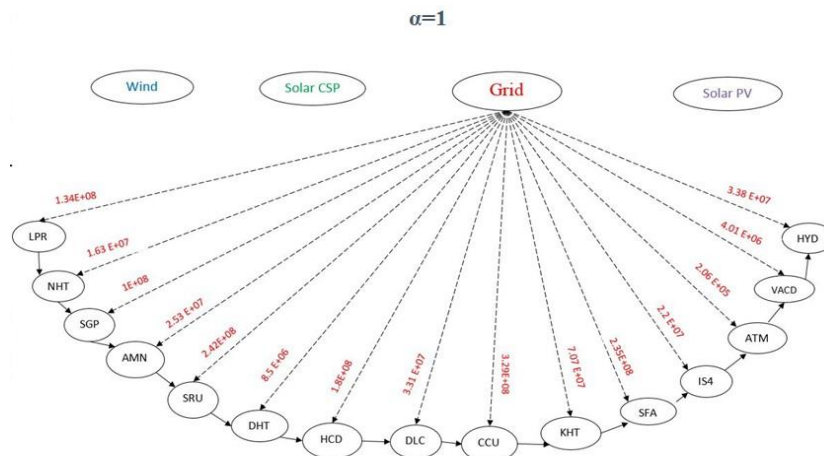 α=1
Wind
Solar CSP
Grid
Solar PV
1.34E+08
3.38 E+07
1.63 E+07
4.01 E+06
1E+08
2.06 E+05
2.53 E+07
2.2 E+07
2.42E+08
2.35E+08
8.5 E+06
1.8E+08
3.31 E+07
3.29E+08
7.07 E+07
LPR
HYD
NHT
VACD
SGP
ATM
AMN
IS4
SRU
SFA
DHT
HCD
DLC
CCU
KHT